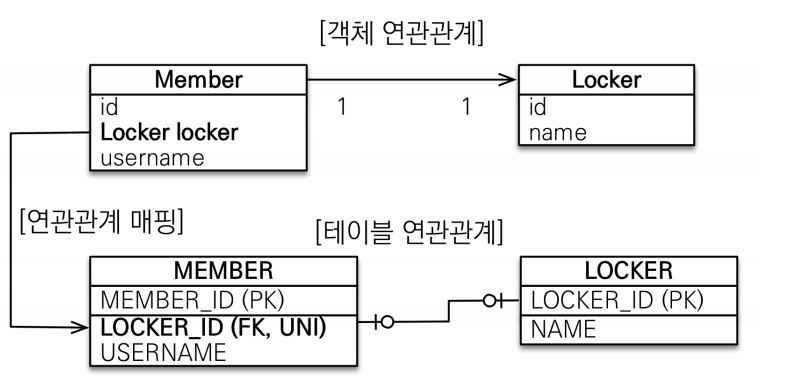 [객체 연관관계]
Member
id
Locker locker
username
1
1
Locker
id
name
[연관관계 매핑]
[테이블 연관관계]
MEMBER
MEMBER_ID (PK)
LOCKER_ID (FK, UNI)
USERNAME
LOCKER
LOCKER_ID (PK)
NAME